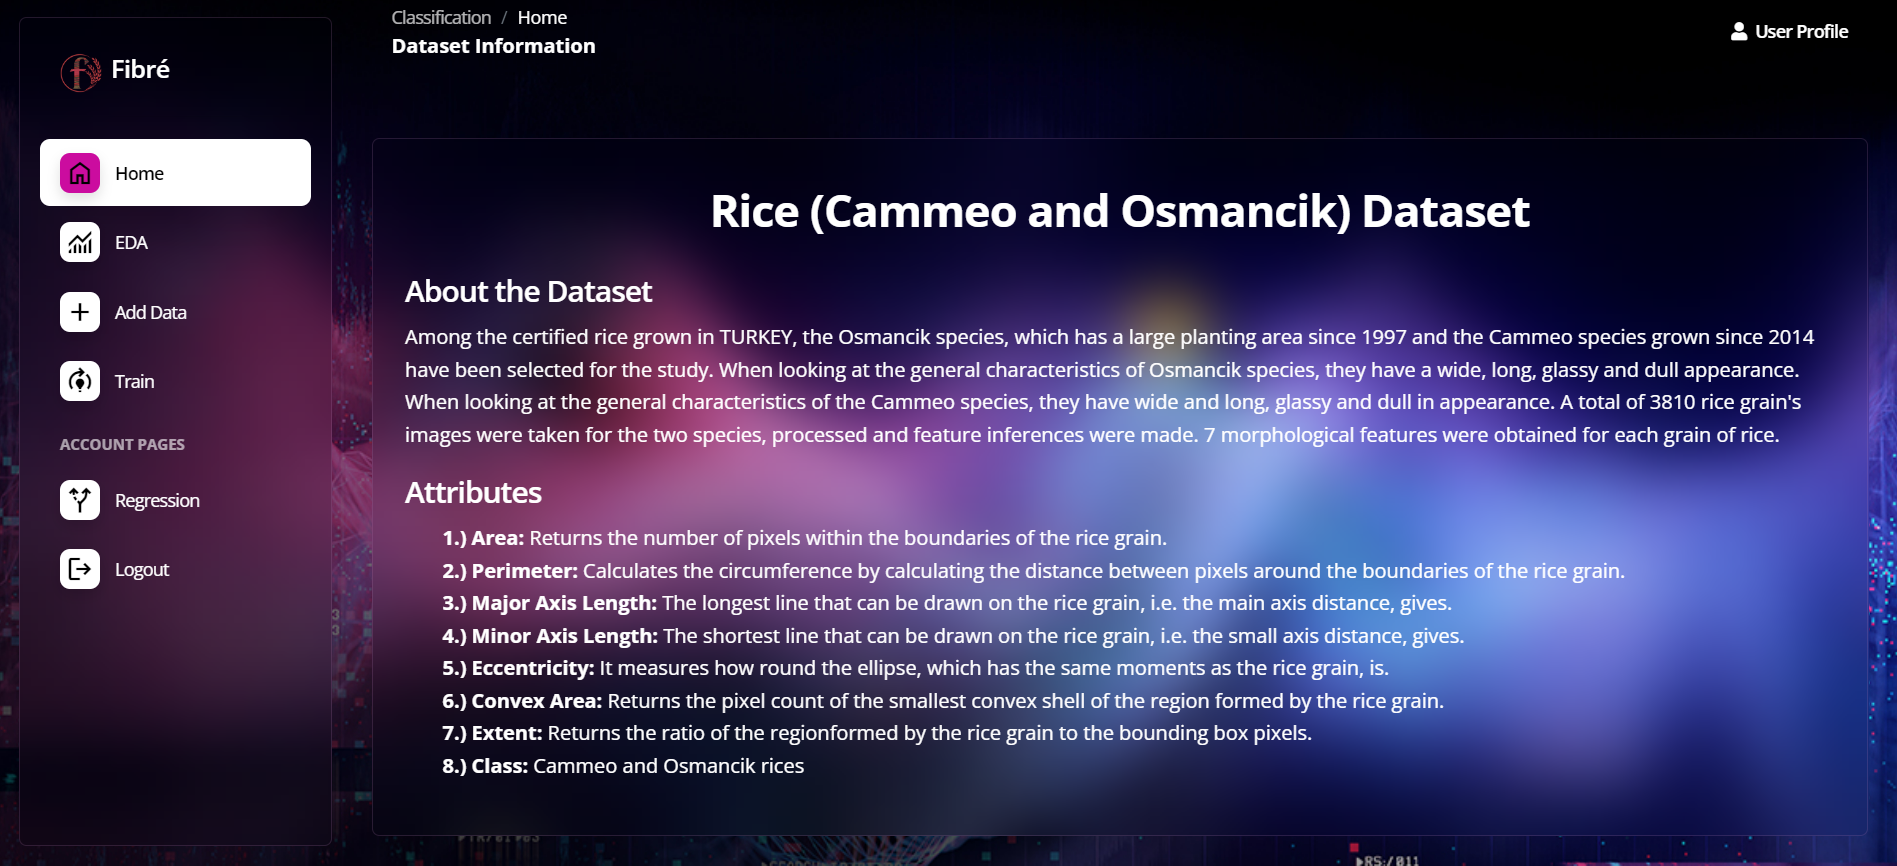 Classification / Home
Dataset Information
User Profile
Fibré
Home
EDA
Add Data
Train
ACCOUNT PAGES
Regression
Logout
Rice (Cammeo and Osmancik) Dataset
About the Dataset
Among the certified rice grown in TURKEY, the Osmancik species, which has a large planting area since 1997 and the Cammeo species grown since 2014
have been selected for the study. When looking at the general characteristics of Osmancik species, they have a wide, long, glassy and dull appearance.
When looking at the general characteristics of the Cammeo species, they have wide and long, glassy and dull in appearance. A total of 3810 rice grain's
images were taken for the two species, processed and feature inferences were made. 7 morphological features were obtained for each grain of rice.
Attributes
1.) Area: Returns the number of pixels within the boundaries of the rice grain.
2.) Perimeter: Calculates the circumference by calculating the distance between pixels around the boundaries of the rice grain.
3.) Major Axis Length: The longest line that can be drawn on the rice grain, i.e. the main axis distance, gives.
4.) Minor Axis Length: The shortest line that can be drawn on the rice grain, i.e. the small axis distance, gives.
5.) Eccentricity: It measures how round the ellipse, which has the same moments as the rice grain, is.
6.) Convex Area: Returns the pixel count of the smallest convex shell of the region formed by the rice grain.
7.) Extent: Returns the ratio of the regionformed by the rice grain to the bounding box pixels.
8.) Class: Cammeo and Osmancik rices
RS:/011